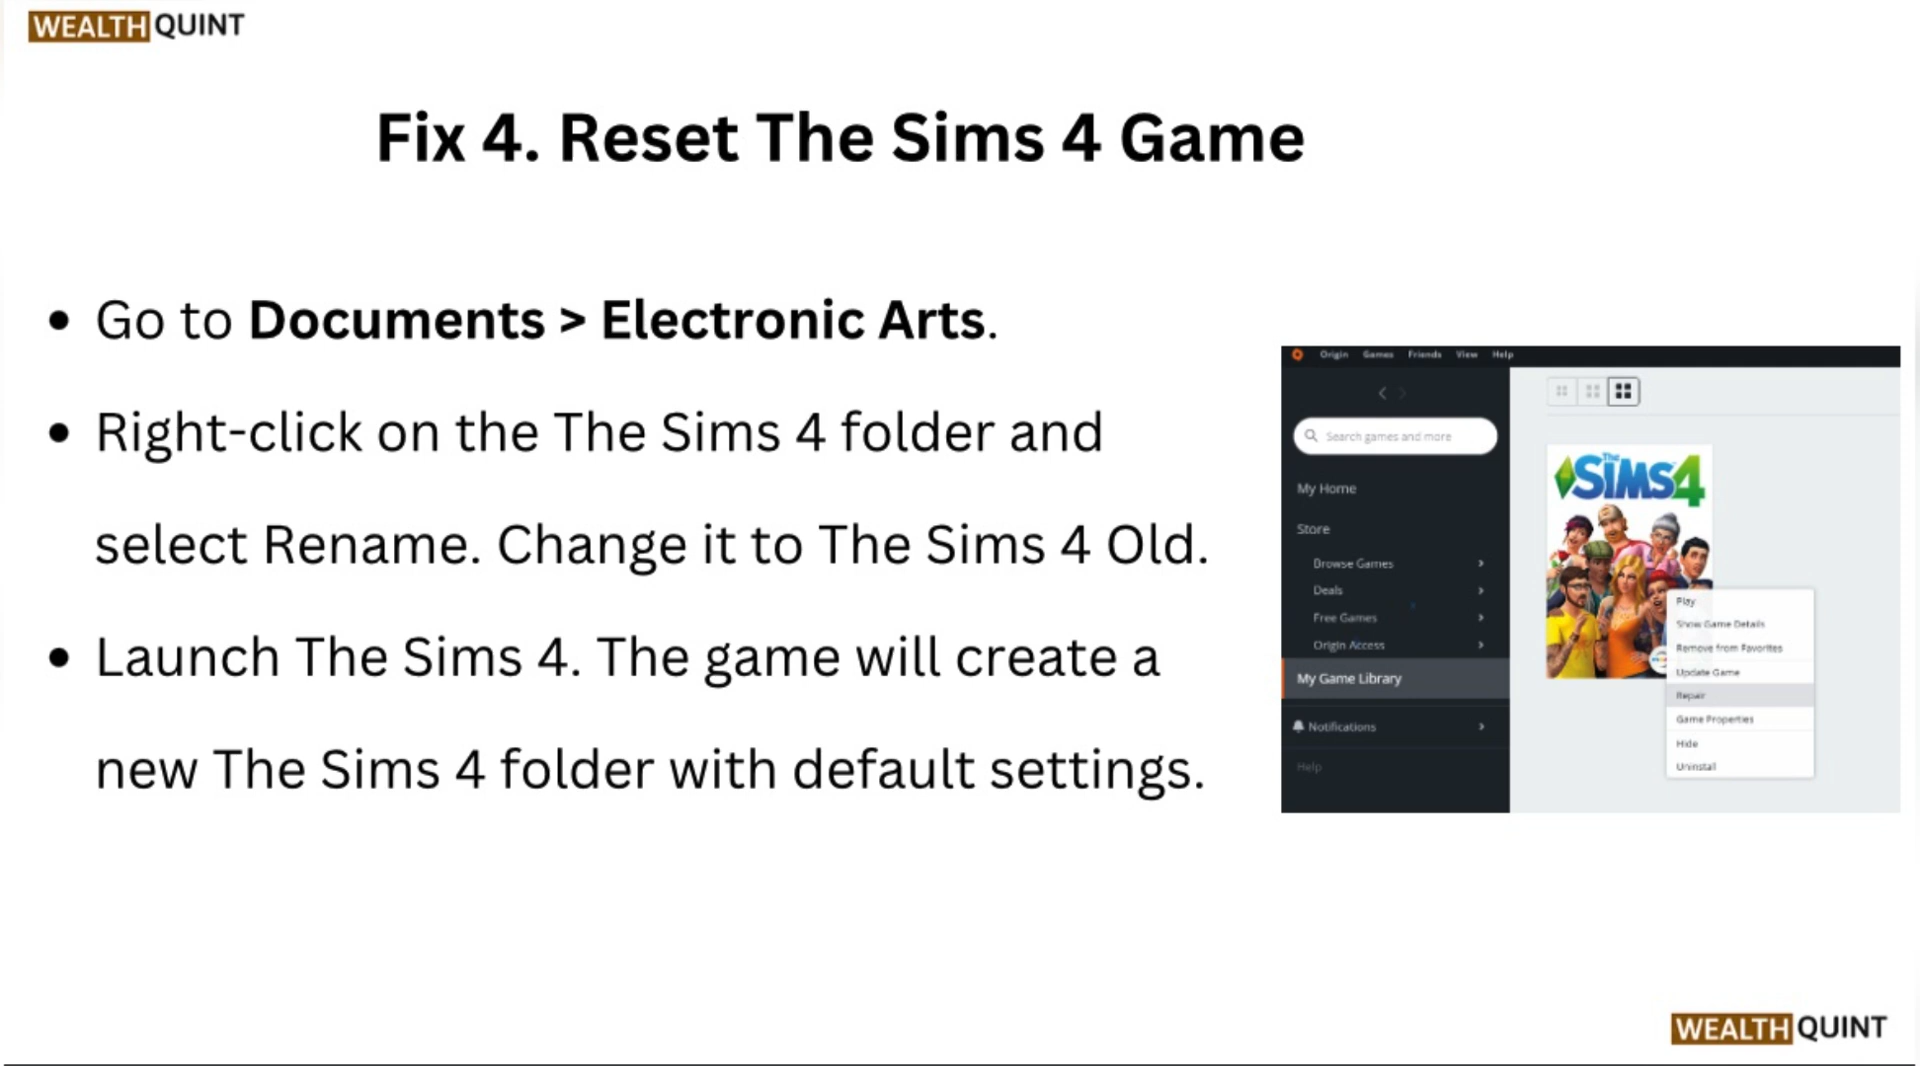 WEALTH QUINT
Fix 4. Reset The Sims 4 Game
• Go to Documents > Electronic Arts.
• Right-click on the The Sims 4 folder and
select Rename. Change it to The Sims 4 Old.
• Launch The Sims 4. The game will create a
new The Sims 4 folder with default settings.
Origin Games Friends View Help
Search games and more
My Home
Store
Browse Games
Deals
Free Games
Origin Access
My Game Library
Notifications
Help
The SIMS 4
Play
Show Game Details
Remove from Favorites
Update Game
Repair
Game Properties
Hide
Uninstall
WEALTH QUINT